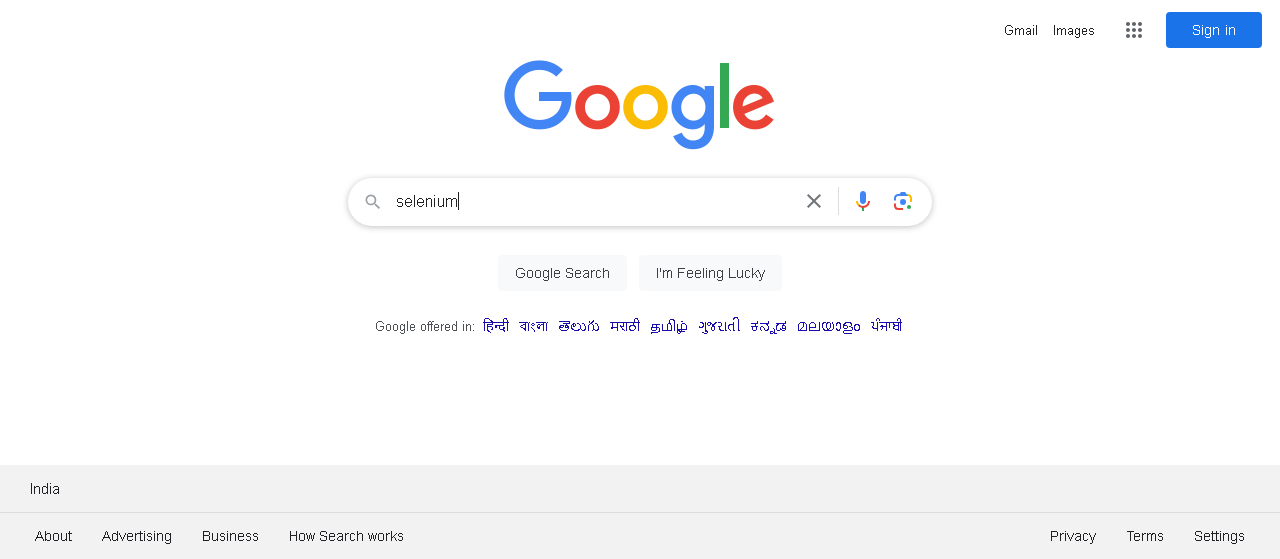 Gmail Images Sign in
Google
selenium
Google Search I'm Feeling Lucky
Google offered in: हिन्दी বাংলা తెలుగు मराठी தமிழ் ગુજરાતી ಕನ್ನಡ മലയാളം ਪੰਜਾਬੀ
India
About Advertising Business How Search works Privacy Terms Settings